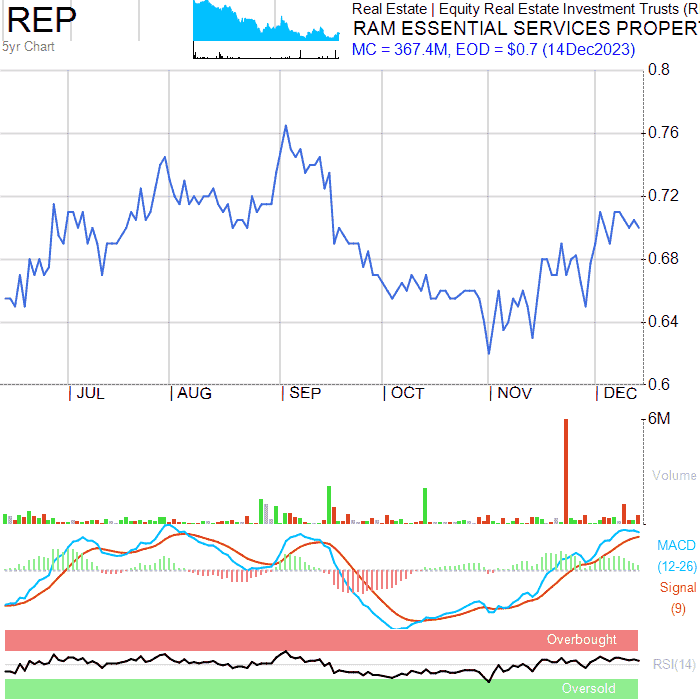 REP
5yr Chart
Real Estate | Equity Real Estate Investment Trusts (R
RAM ESSENTIAL SERVICES PROPER
MC = 367.4M, EOD = $0.7 (14Dec2023)
0.8
0.76
0.72
0.68
0.64
0.6
JUL AUG SEP OCT NOV DEC
6M
Volume
MACD
(12-26)
Signal
(9)
Overbought
RSI(14)
Oversold